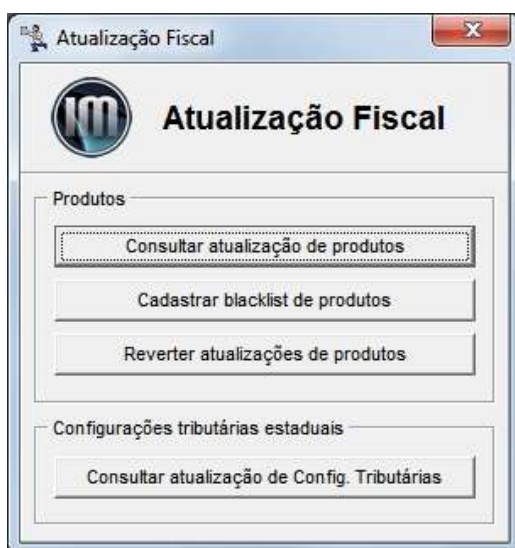 Atualização Fiscal
IM
Atualização Fiscal
Produtos
Consultar atualização de produtos
Cadastrar blacklist de produtos
Reverter atualizações de produtos
Configurações tributárias estaduais
Consultar atualização de Config. Tributárias